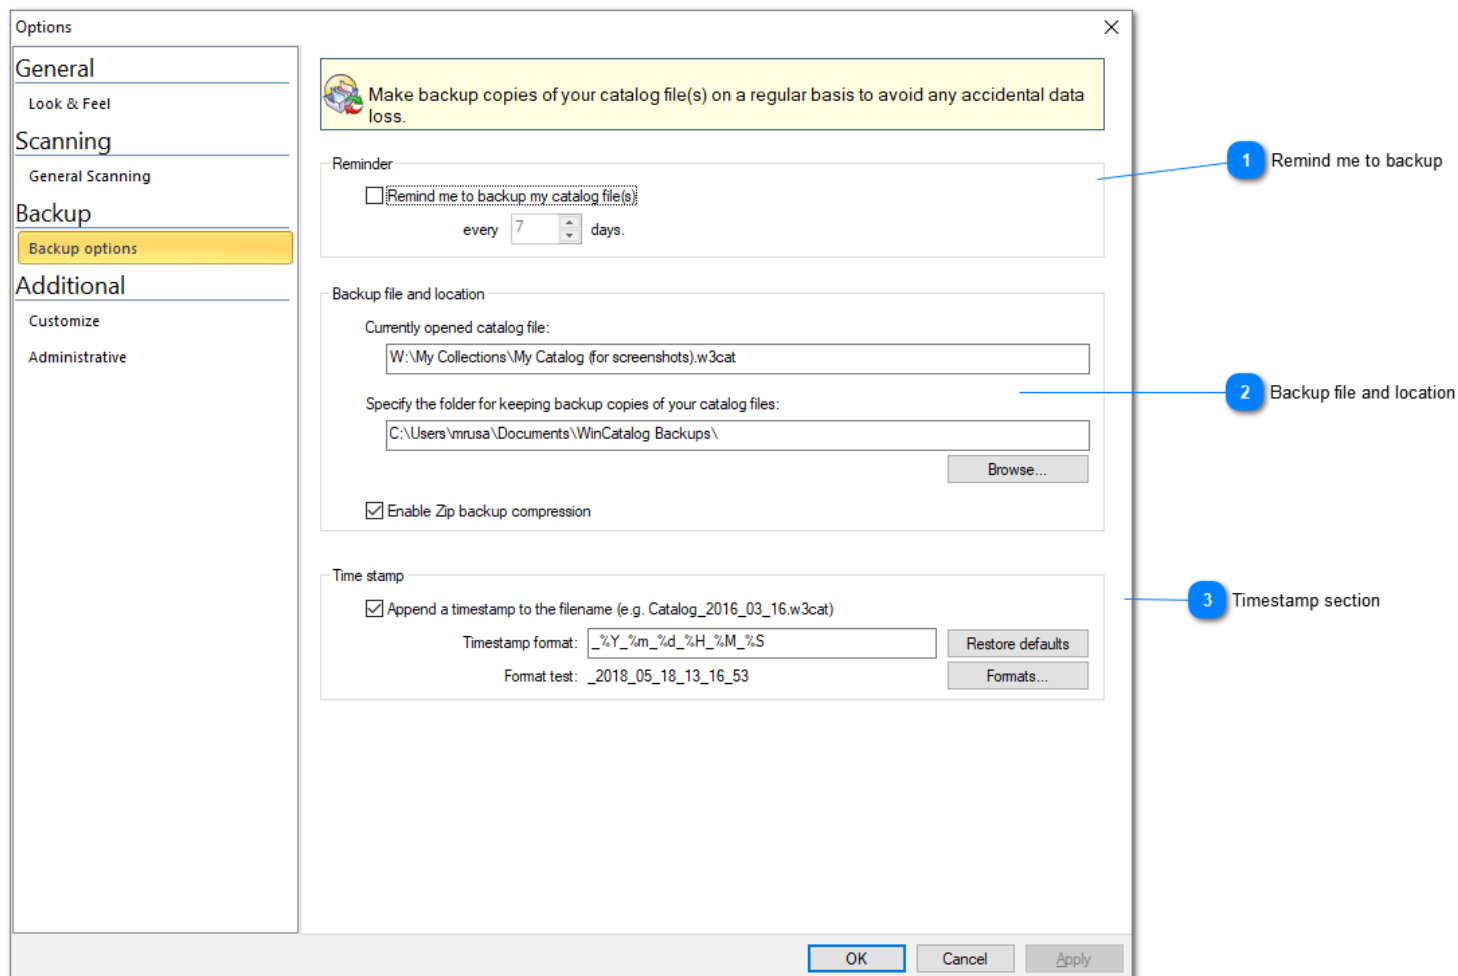 Options
General
Look & Feel
Scanning
General Scanning
Backup
Backup options
Additional
Customize
Administrative
Make backup copies of your catalog file(s) on a regular basis to avoid any accidental data
loss.
Reminder
Remind me to backup my catalog file(s)
every 7 days.
Backup file and location
Currently opened catalog file:
W:\My Collections\My Catalog (for screenshots).w3cat
Specify the folder for keeping backup copies of your catalog files:
C:\Users\mrusa\Documents\WinCatalog Backups\
Browse...
Enable Zip backup compression
Time stamp
Append a timestamp to the filename (e.g. Catalog_2016_03_16.w3cat)
Timestamp format: _%Y_%m_%d_%H_%M_%S Restore defaults
Format test: _2018_05_18_13_16_53 Formats...
OK Cancel Apply
1 Remind me to backup
2 Backup file and location
3 Timestamp section